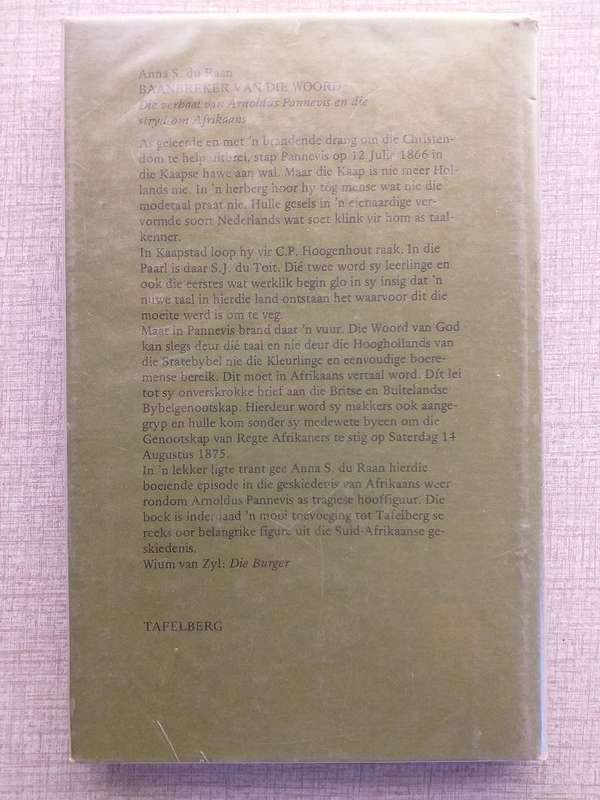 Anna S. du Raan
BAANBREKER VAN DIE WOORD
Die verhaal van Arnoldus Pannevis en die
stryd om Afrikaans
As geleerde en met 'n brandende drang om die Christen-
dom te help uitbrei, stap Pannevis op 12 Julie 1866 in
die Kaapse hawe aan wal. Maar die Kaap is nie meer Hol-
lands nie. In 'n herberg hoor hy tóg mense wat nie die
modetaal praat nie. Hulle gesels in 'n eienaardige ver-
vormde soort Nederlands wat soet klink vir hom as taal-
kenner.
In Kaapstad loop hy vir C.P. Hoogenhout raak. In die
Paarl is daar S.J. du Toit. Dié twee word sy leerlinge en
ook die eerstes wat werklik begin glo in sy insig dat 'n
nuwe taal in hierdie land ontstaan het waarvoor dit die
moeite werd is om te veg.
Maar in Pannevis brand daar 'n vuur. Die Woord van God
kan slegs deur dié taal en nie deur die Hooghollands van
die Statebybel nie die Kleurlinge en eenvoudige boere-
mense bereik. Dit moet in Afrikaans vertaal word. Dít lei
tot sy onverskrokke brief aan die Britse en Buitelandse
Bybelgenootskap. Hierdeur word sy makkers ook aange-
gryp en hulle kom sonder sy medewete byeen om die
Genootskap van Regte Afrikaners te stig op Saterdag 14
Augustus 1875.
In 'n lekker ligte trant gee Anna S. du Raan hierdie
boeiende episode in die geskiedenis van Afrikaans weer
rondom Arnoldus Pannevis as tragiese hooffiguur. Die
boek is inderdaad 'n mooi toevoeging tot Tafelberg se
reeks oor belangrike figure uit die Suid-Afrikaanse ge-
skiedenis.
Wium van Zyl: Die Burger
TAFELBERG